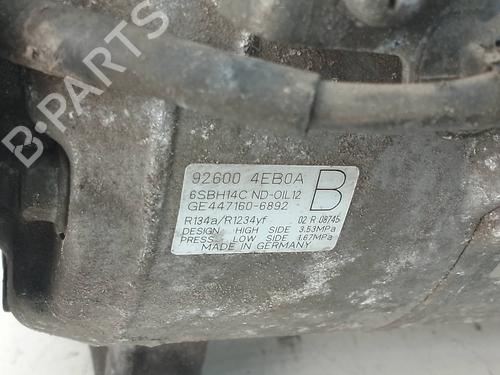 B-PARTS
92600 4EB0A
6SBH14C ND-OIL12
GE447160-6892
B
R134a/R1234yf 02 R 08745
DESIGN HIGH SIDE 3.53MPa
PRESS LOW SIDE 1.67MPa
MADE IN GERMANY